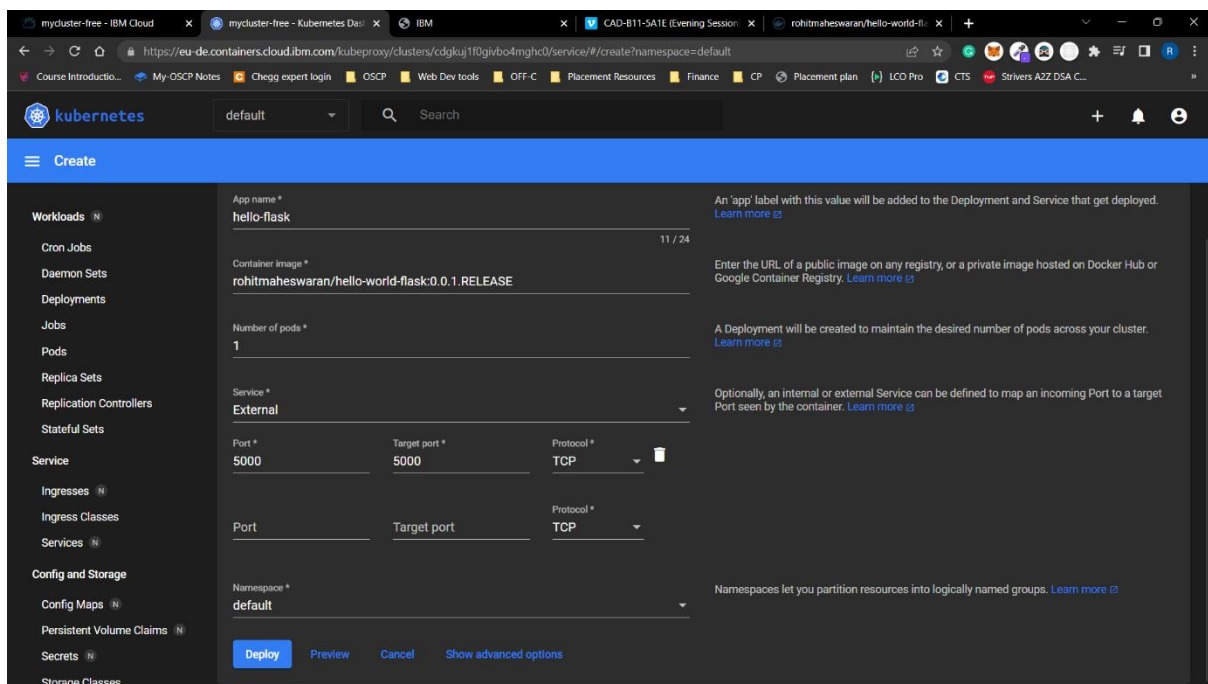 mycluster-free - IBM Cloud
mycluster-free - Kubernetes Das
IBM
CAD-B11-5A1E (Evening Session)
rohitmaheswaran/hello-world-fla
https://eu-de.containers.cloud.ibm.com/kubeproxy/clusters/cdgkuj1f0givbo4mghc0/service/#/create?namespace=default
Course Introductio... My-OSCP Notes Chegg expert login OSCP Web Dev tools OFF-C Placement Resources Finance CP Placement plan LCO Pro CTS Strivers A2Z DSA C...
kubernetes
default
Search
Create
Workloads N
Cron Jobs
Daemon Sets
Deployments
Jobs
Pods
Replica Sets
Replication Controllers
Stateful Sets
Service
Ingresses N
Ingress Classes
Services N
Config and Storage
Config Maps N
Persistent Volume Claims N
Secrets N
Storage Classes
App name *
hello-flask
11 / 24
An 'app' label with this value will be added to the Deployment and Service that get deployed.
Learn more
Container image *
rohitmaheswaran/hello-world-flask:0.0.1.RELEASE
Enter the URL of a public image on any registry, or a private image hosted on Docker Hub or
Google Container Registry. Learn more
Number of pods *
1
A Deployment will be created to maintain the desired number of pods across your cluster.
Learn more
Service *
External
Optionally, an internal or external Service can be defined to map an incoming Port to a target
Port seen by the container. Learn more
Port * Target port * Protocol *
5000 5000 TCP
Protocol *
Port Target port TCP
Namespace *
default
Namespaces let you partition resources into logically named groups. Learn more
Deploy Preview Cancel Show advanced options